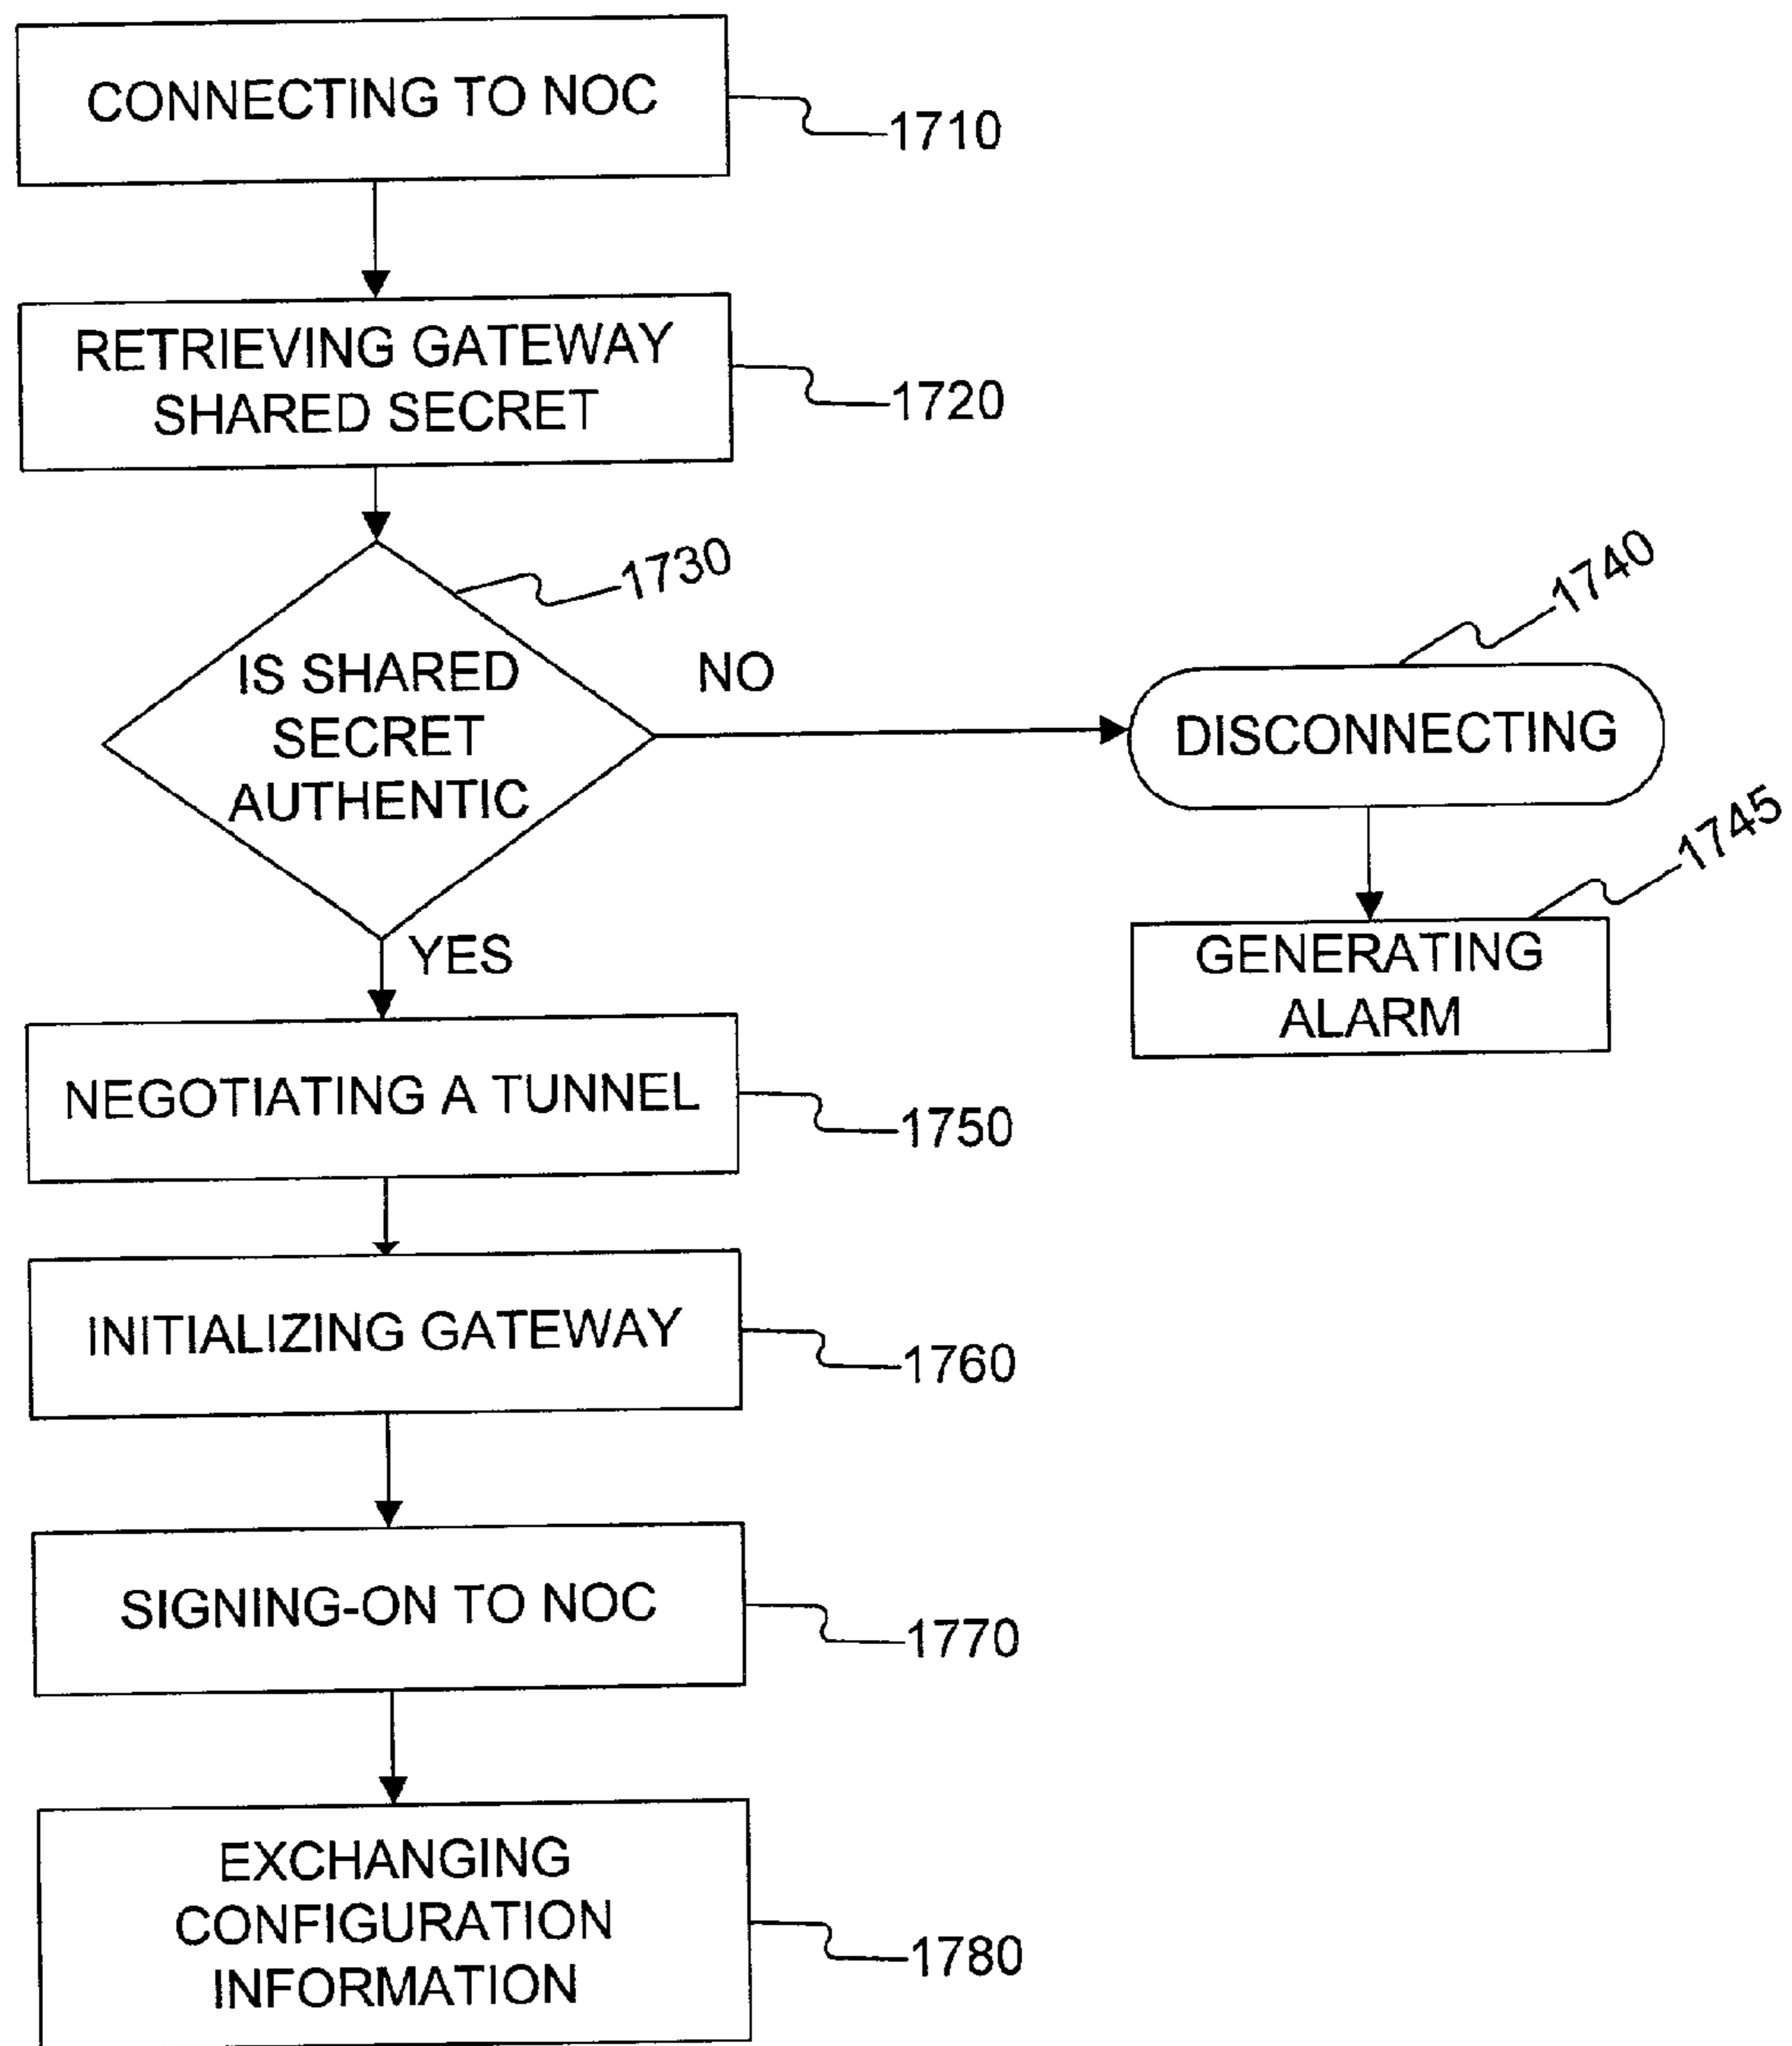 CONNECTING TO NOC
1710
RETRIEVING GATEWAY
SHARED SECRET
1720
1730
IS SHARED
SECRET
AUTHENTIC
NO
1740
DISCONNECTING
1745
GENERATING
ALARM
YES
NEGOTIATING A TUNNEL
1750
INITIALIZING GATEWAY
1760
SIGNING-ON TO NOC
1770
EXCHANGING
CONFIGURATION
INFORMATION
1780